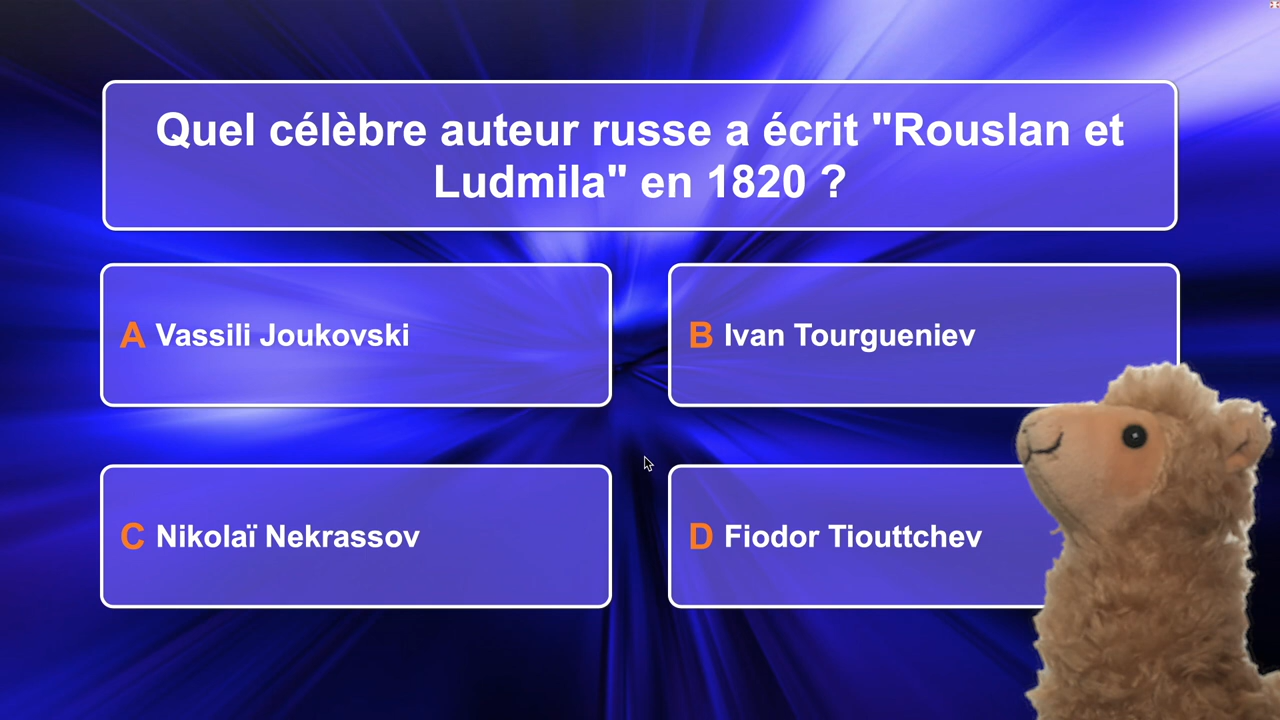 Quel célèbre auteur russe a écrit "Rouslan et
Ludmila" en 1820 ?
A Vassili Joukovski
B Ivan Tourgueniev
C Nikolaï Nekrassov
D Fiodor Tiouttchev